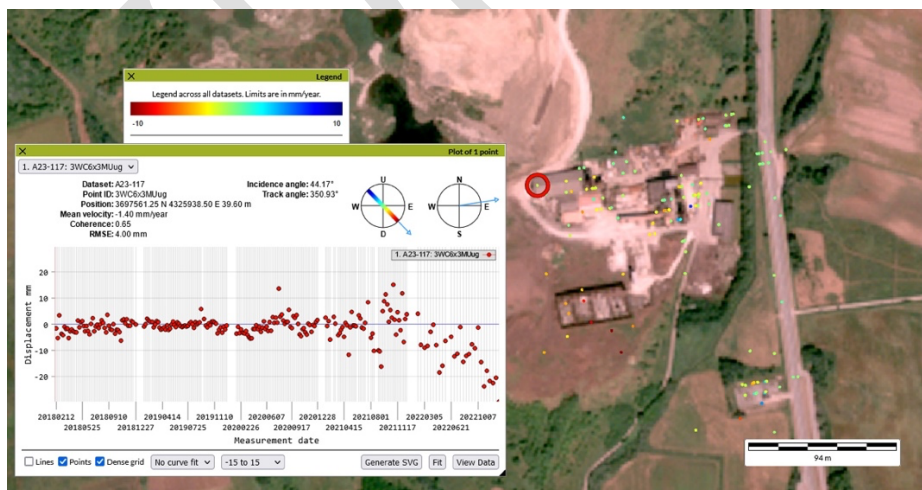 Legend
Legend across all datasets. Limits are in mm/year.
-10 10
Plot of 1 point
1. A23-117: 3WC6x3MUug
Dataset: A23-117
Point ID: 3WC6x3MUug
Position: 3697561.25 N 4325938.50 E 39.60 m
Mean velocity: -1.40 mm/year
Coherence: 0.65
RMSE: 4.00 mm
Incidence angle: 44.17°
Track angle: 350.93°
U
W E
D
N
W E
S
1. A23-117: 3WC6x3MUug
Displacement mm
20
10
0
-10
-20
20180212 20180910 20190414 20191110 20200607 20201228 20210801 20220305 20221007
20180525 20181227 20190725 20200226 20200917 20210415 20211117 20220621
Measurement date
Lines Points Dense grid No curve fit -15 to 15 Generate SVG Fit View Data
94 m